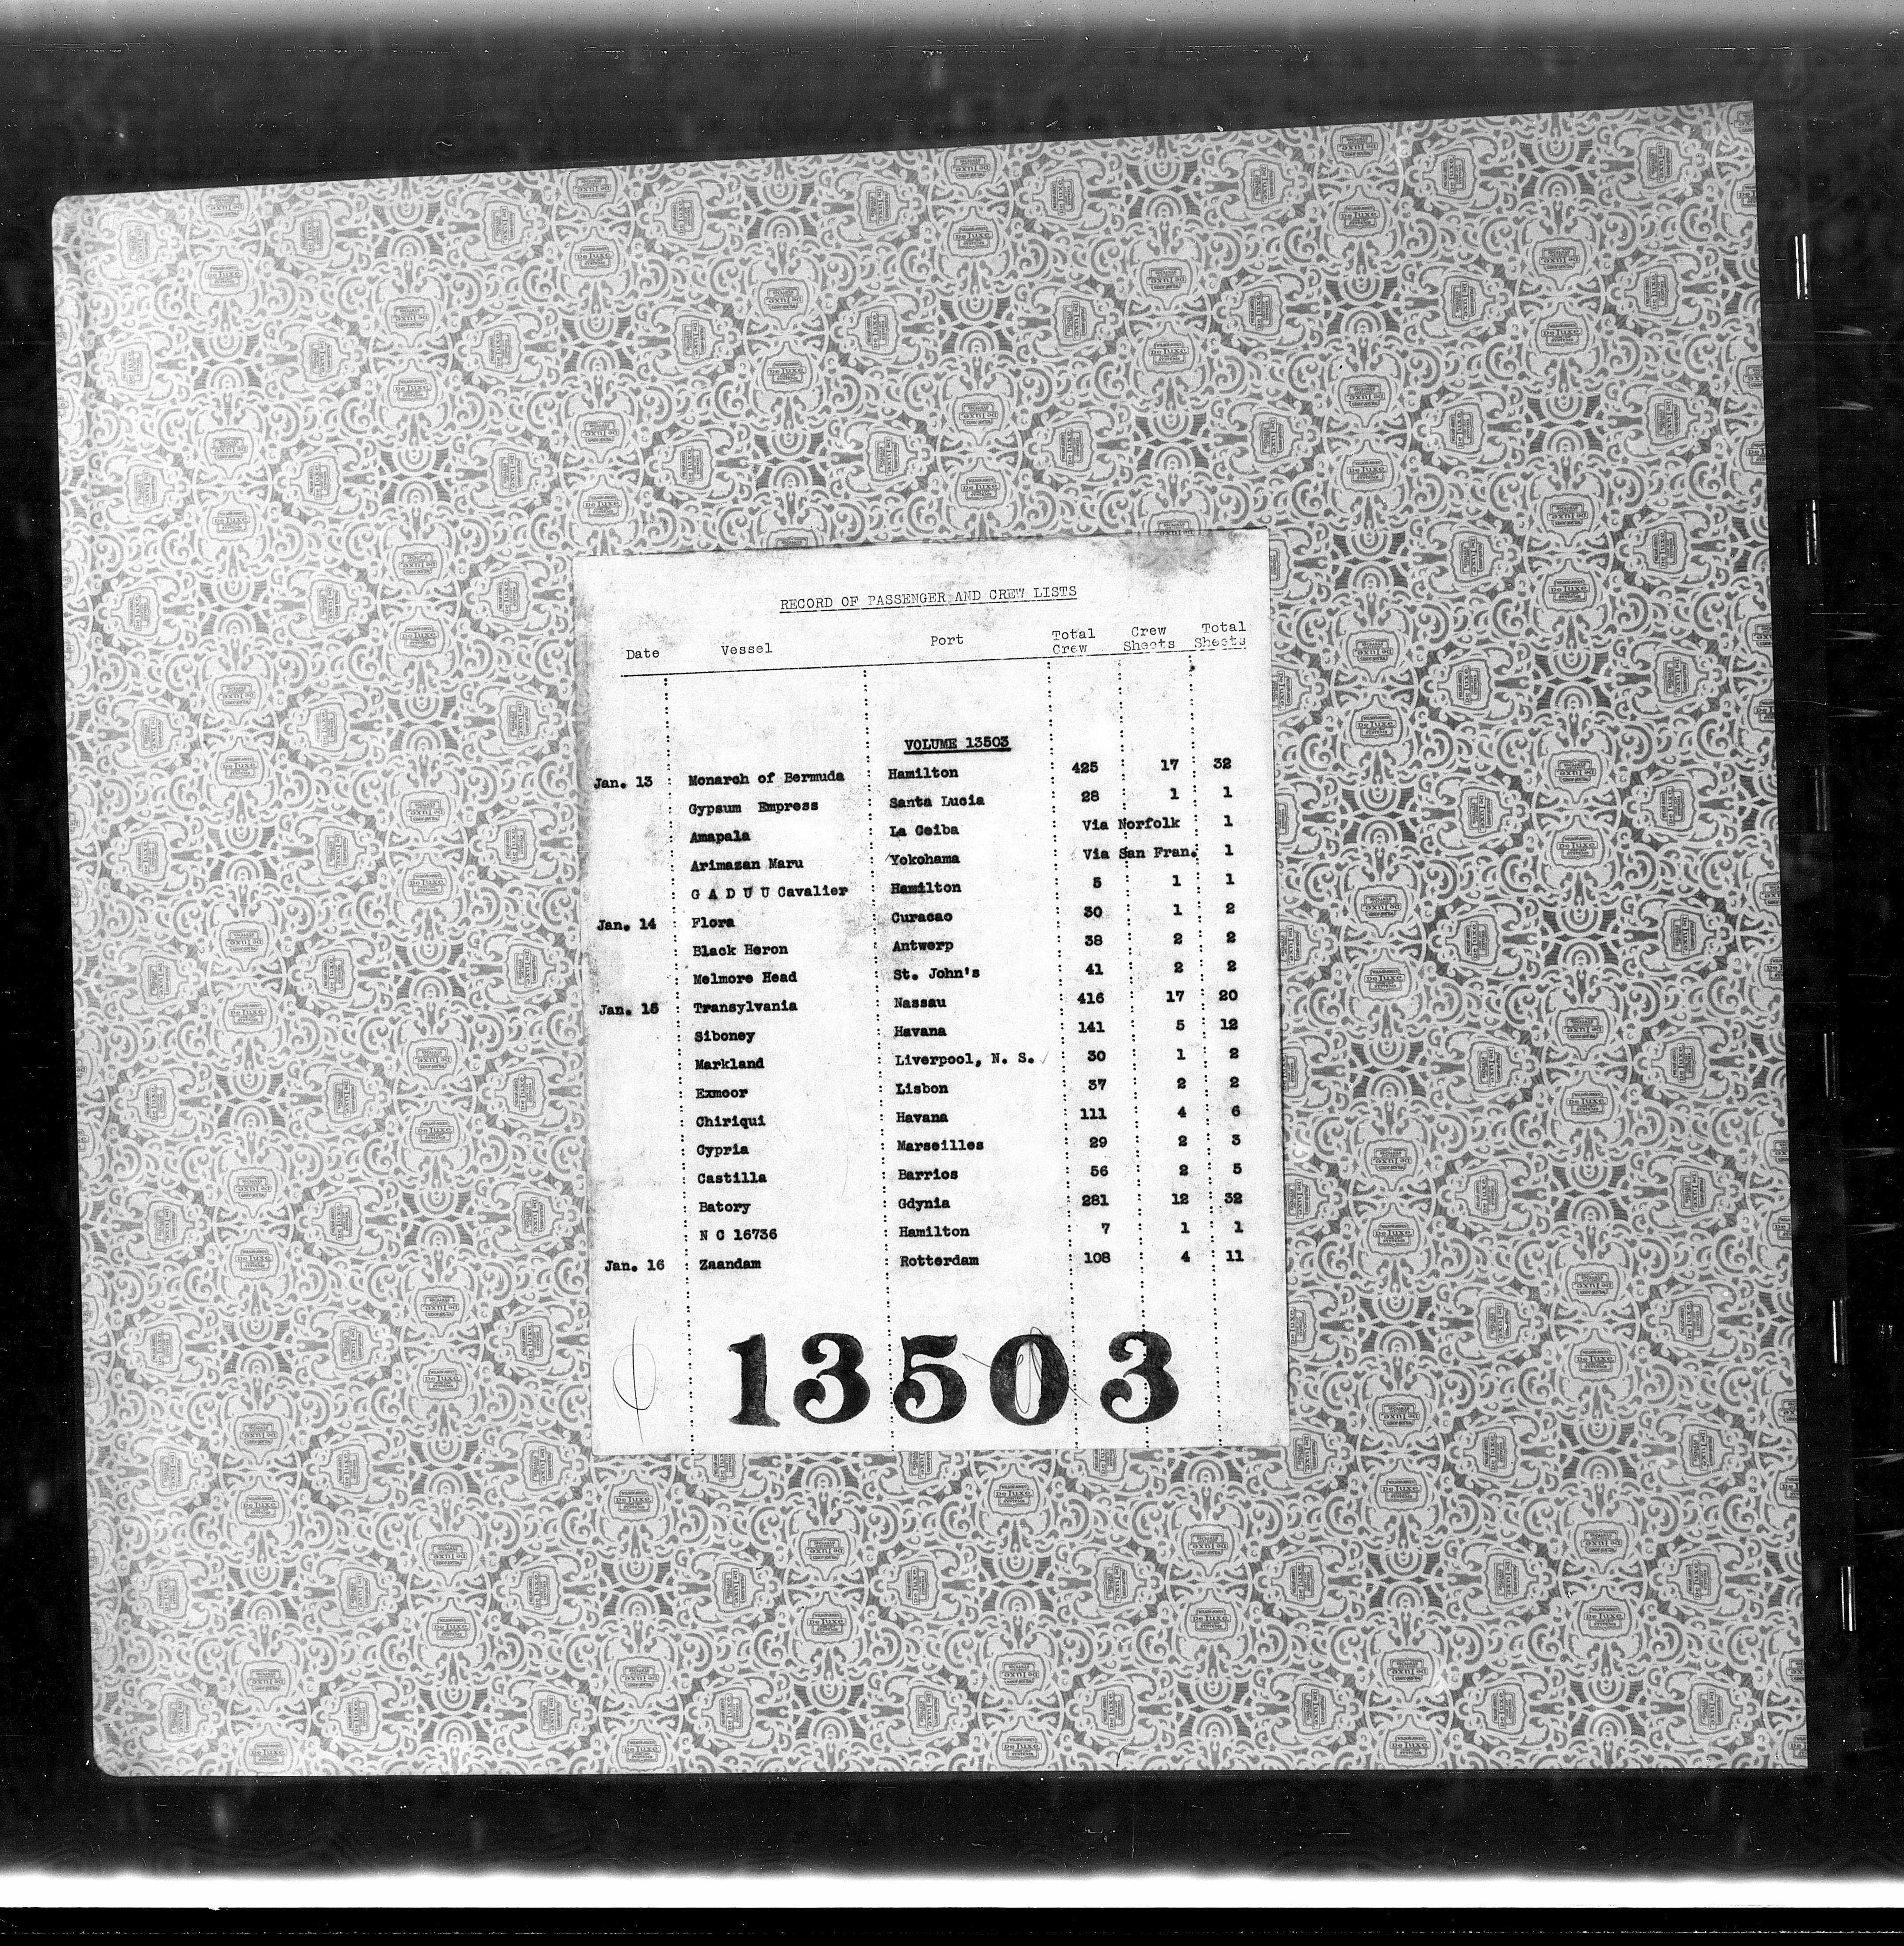 RECORD OF PASSENGER AND CREW LISTS
Date Vessel Port Total Crew Crew Sheets Total Sheets
VOLUME 13503
Jan. 13 Monarch of Bermuda Hamilton 425 17 32
Gypsum Empress Santa Lucia 28 1 1
Amapala La Ceiba Via Norfolk 1
Arimasan Maru Yokohama Via San Fran. 1
G A D U U Cavalier Hamilton 5 1 1
Jan. 14 Flora Curacao 30 1 2
Black Heron Antwerp 38 2 2
Melmore Head St. John's 41 2 2
Jan. 15 Transylvania Nassau 416 17 20
Siboney Havana 141 5 12
Markland Liverpool, N. S. 30 1 2
Exmoor Lisbon 37 2 2
Chiriqui Havana 111 4 6
Cypria Marseilles 29 2 3
Castilla Barrios 56 2 5
Batory Gdynia 281 12 32
N C 16736 Hamilton 7 1 1
Jan. 16 Zaandam Rotterdam 108 4 11
13503